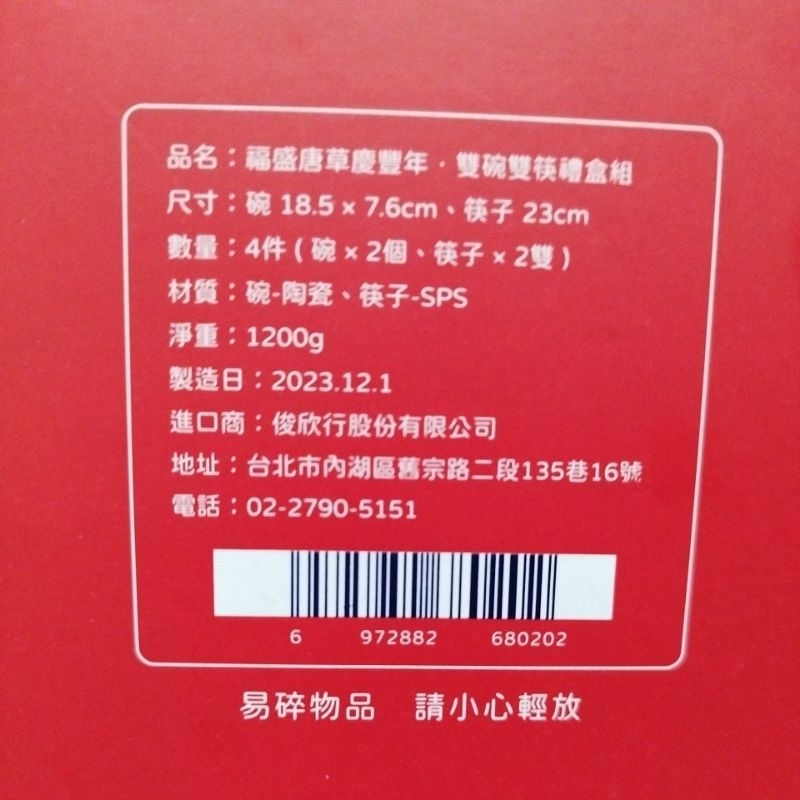 品名：福盛唐草慶豐年，雙碗雙筷禮盒組
尺寸：碗 18.5 × 7.6cm、筷子 23cm
數量：4件 ( 碗 × 2個、筷子 × 2雙 )
材質：碗-陶瓷、筷子-SPS
淨重：1200g
製造日：2023.12.1
進口商：俊欣行股份有限公司
地址：台北市內湖區舊宗路二段135巷16號
電話：02-2790-5151
6 972882 680202
易碎物品 請小心輕放